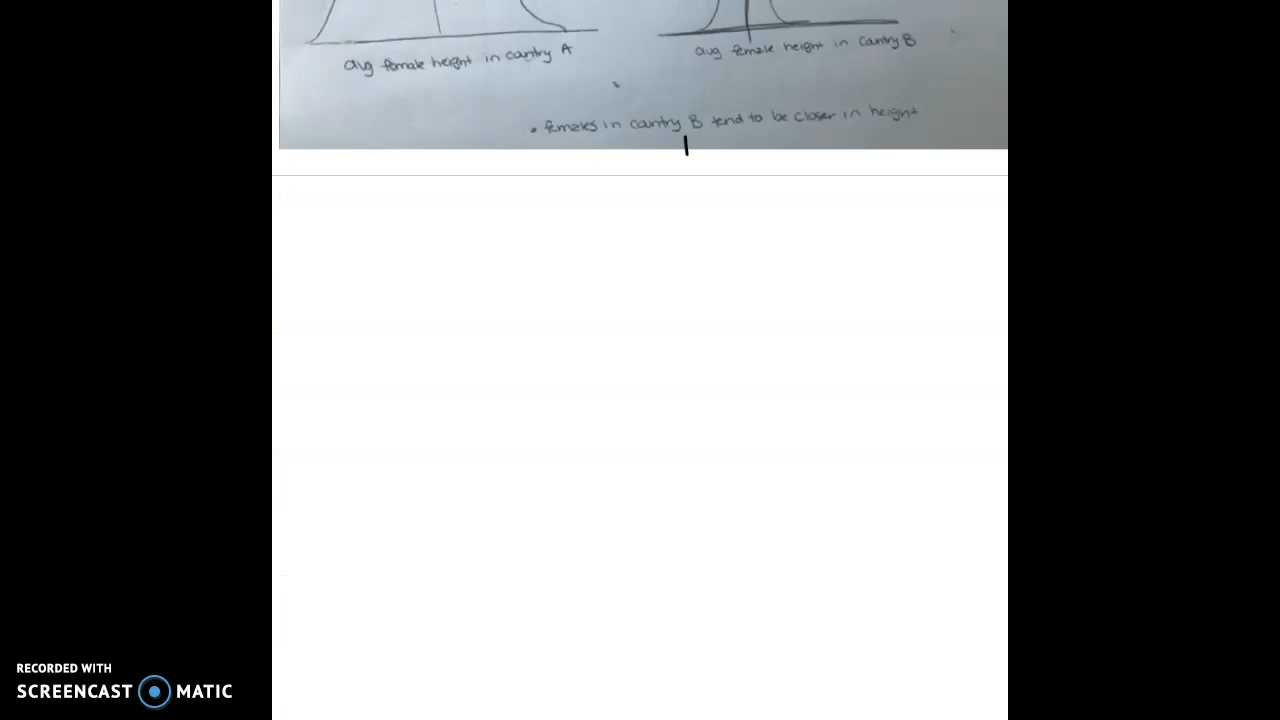 avg female height in country A
avg female height in country B
• females in country B tend to be closer in height
RECORDED WITH
SCREENCAST MATIC